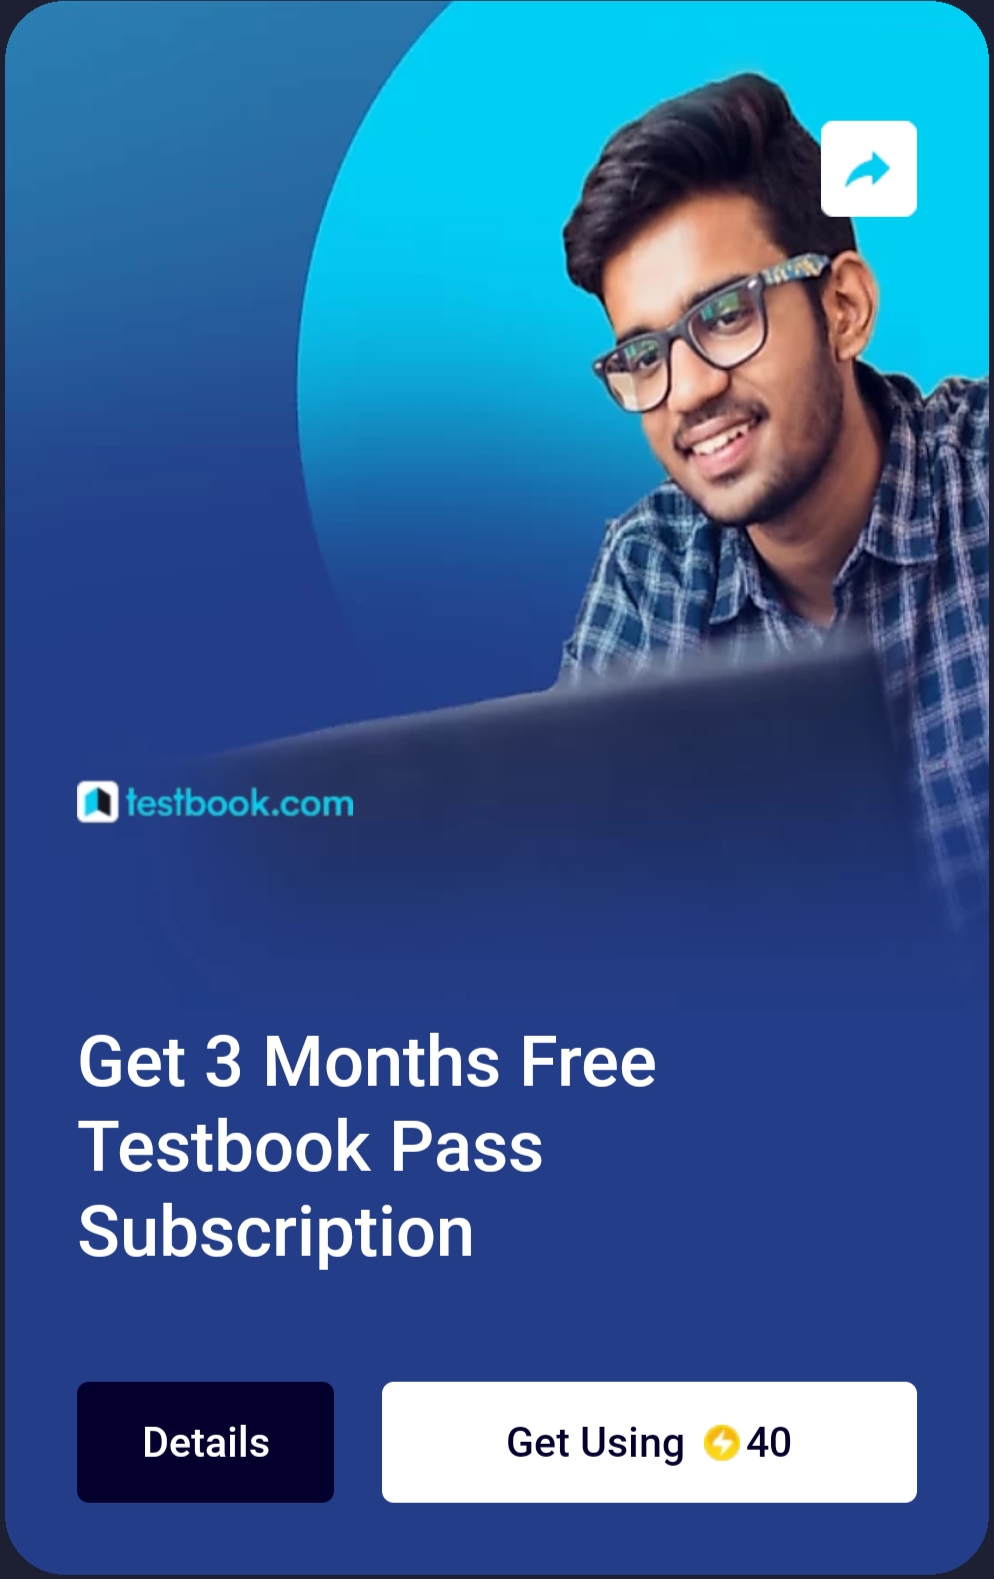 testbook.com
Get 3 Months Free
Testbook Pass
Subscription
Details
Get Using 40